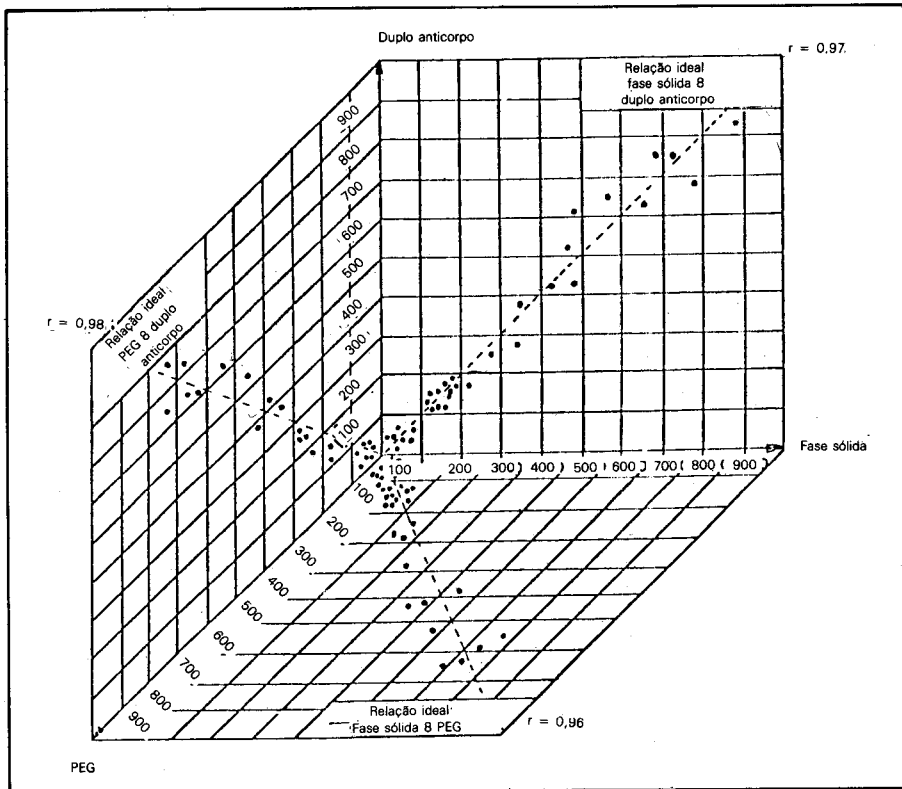 Duplo anticorpo
r = 0,97.
Relação ideal
fase sólida 8
duplo anticorpo
900
800
700
600
500
400
300
200
100
r = 0,98.
Relação ideal
PEG 8 duplo
anticorpo
Fase sólida
100 200 300 400 500 600 700 800 900
100
200
300
400
500
600
700
800
900
Relação ideal
Fase sólida 8 PEG
r = 0,96
PEG